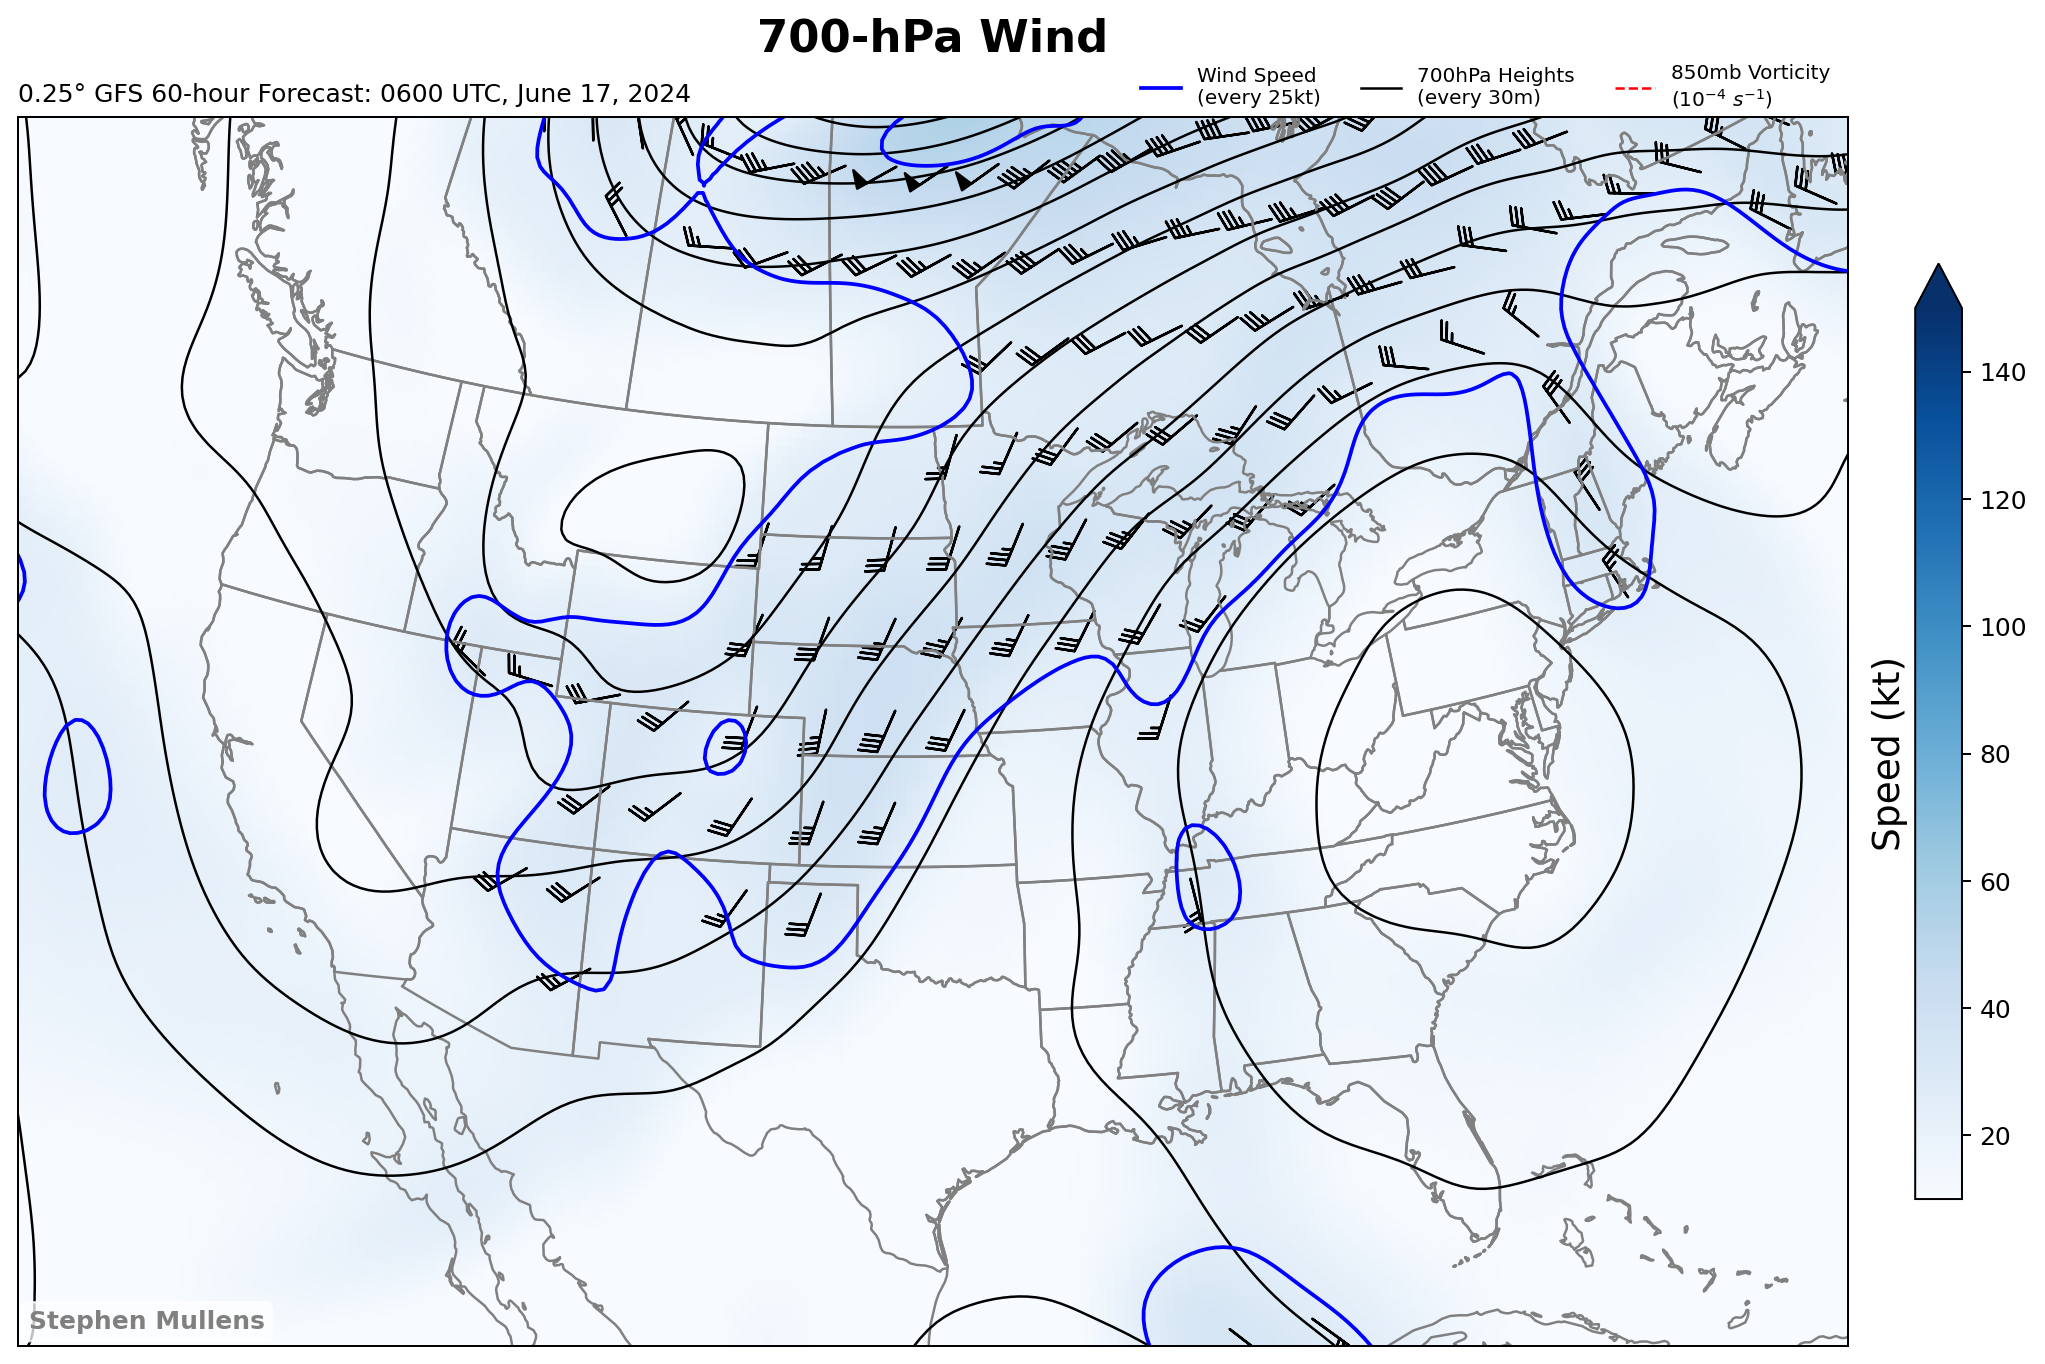 700-hPa Wind
0.25° GFS 60-hour Forecast: 0600 UTC, June 17, 2024
Wind Speed
(every 25kt)
700hPa Heights
(every 30m)
850mb Vorticity
(10⁻⁴ s⁻¹)
140
120
100
80
60
40
20
Speed (kt)
Stephen Mullens